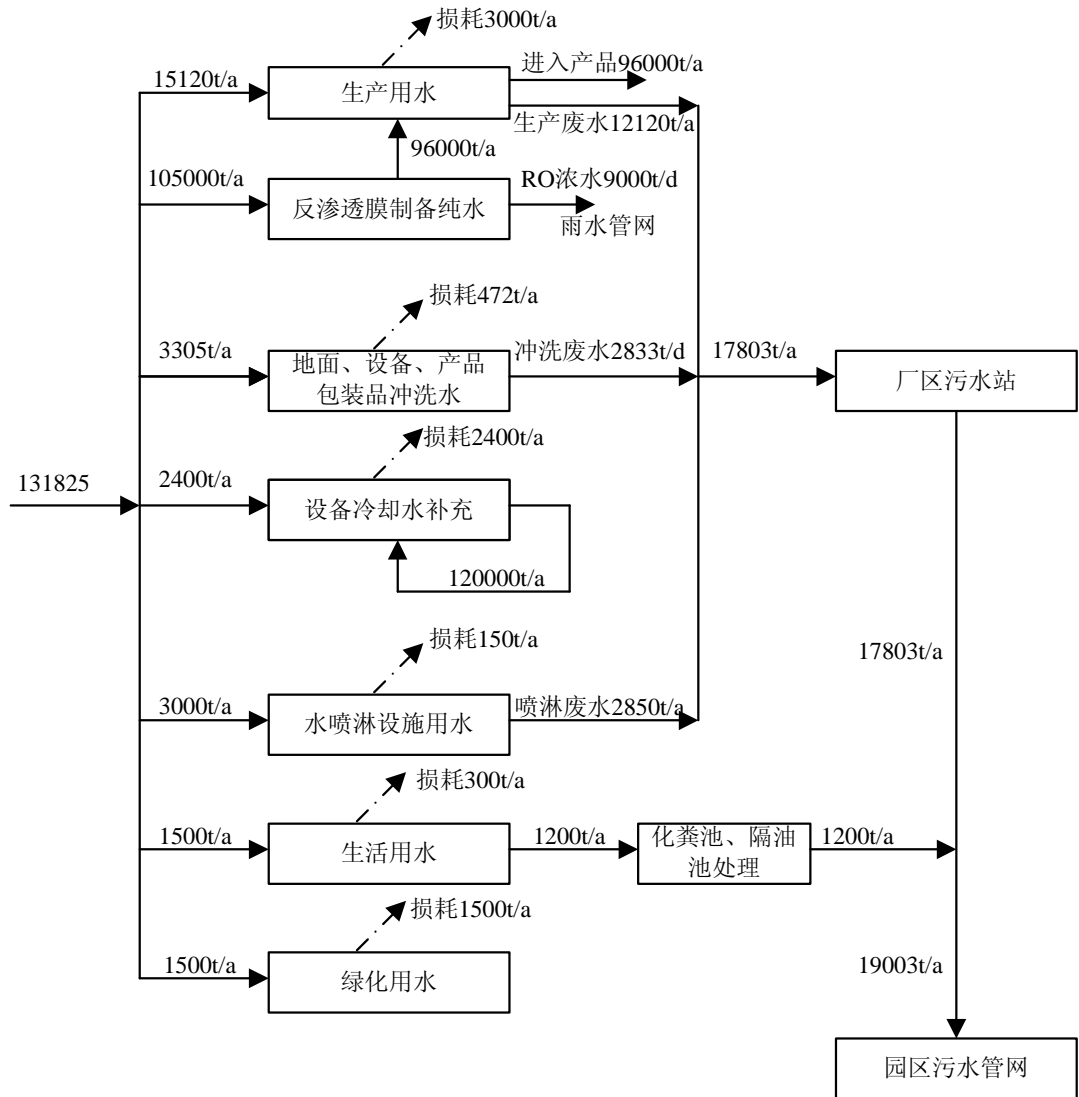 损耗3000t/a
15120t/a
生产用水
进入产品96000t/a
生产废水12120t/a
96000t/a
105000t/a
反渗透膜制备纯水
RO浓水9000t/d
雨水管网
损耗472t/a
3305t/a
地面、设备、产品
包装品冲洗水
冲洗废水2833t/d
17803t/a
厂区污水站
损耗2400t/a
131825
2400t/a
设备冷却水补充
120000t/a
损耗150t/a
17803t/a
3000t/a
水喷淋设施用水
喷淋废水2850t/a
损耗300t/a
1500t/a
生活用水
1200t/a
化粪池、隔油
池处理
1200t/a
损耗1500t/a
1500t/a
绿化用水
19003t/a
园区污水管网